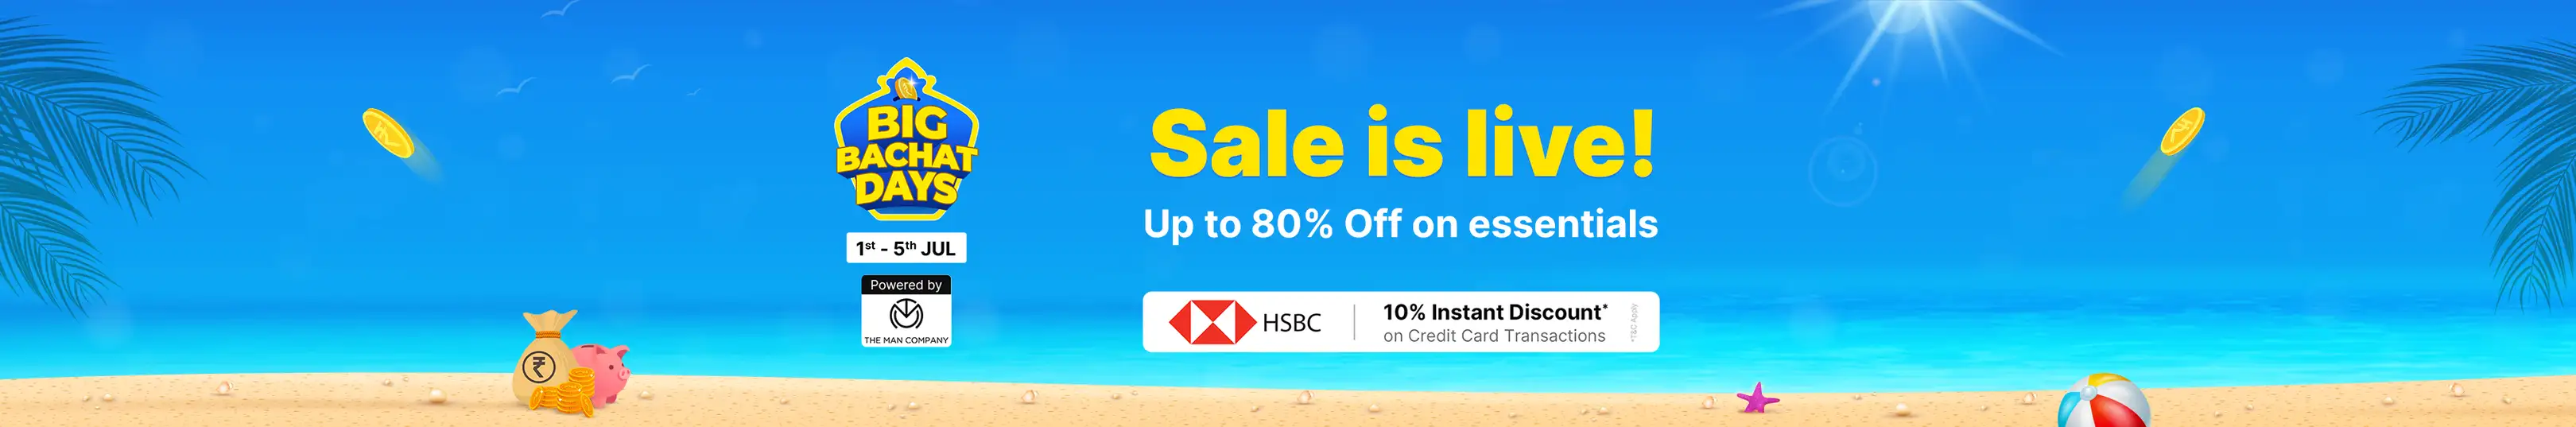 BIG
BACHAT
DAYS
1st - 5th JUL
Powered by
THE MAN COMPANY
Sale is live!
Up to 80% Off on essentials
HSBC
10% Instant Discount*
on Credit Card Transactions
*T&C Apply